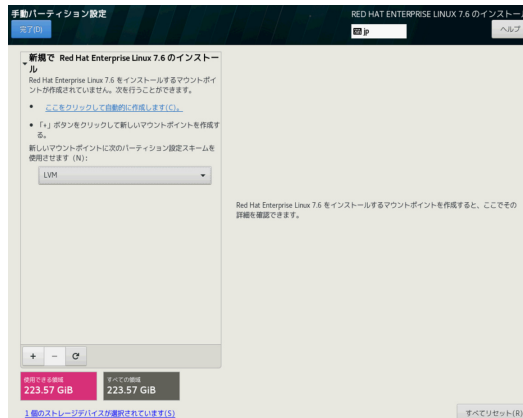 手動パーティション設定
RED HAT ENTERPRISE LINUX 7.6 のインストー
完了(D)
jp
ヘルプ
新規で Red Hat Enterprise Linux 7.6 のインストー
ル
Red Hat Enterprise Linux 7.6 をインストールするマウントポイ
ントが作成されていません。次を行うことができます。
• ここをクリックして自動的に作成します(C)。
• 「+」ボタンをクリックして新しいマウントポイントを作成す
る。
新しいマウントポイントに次のパーティション設定スキームを
使用させます (N):
LVM
Red Hat Enterprise Linux 7.6 をインストールするマウントポイントを作成すると、ここでその
詳細を確認できます。
+ −
使用できる領域
223.57 GiB
すべての領域
223.57 GiB
1 個のストレージデバイスが選択されています(S)
すべてリセット(R)